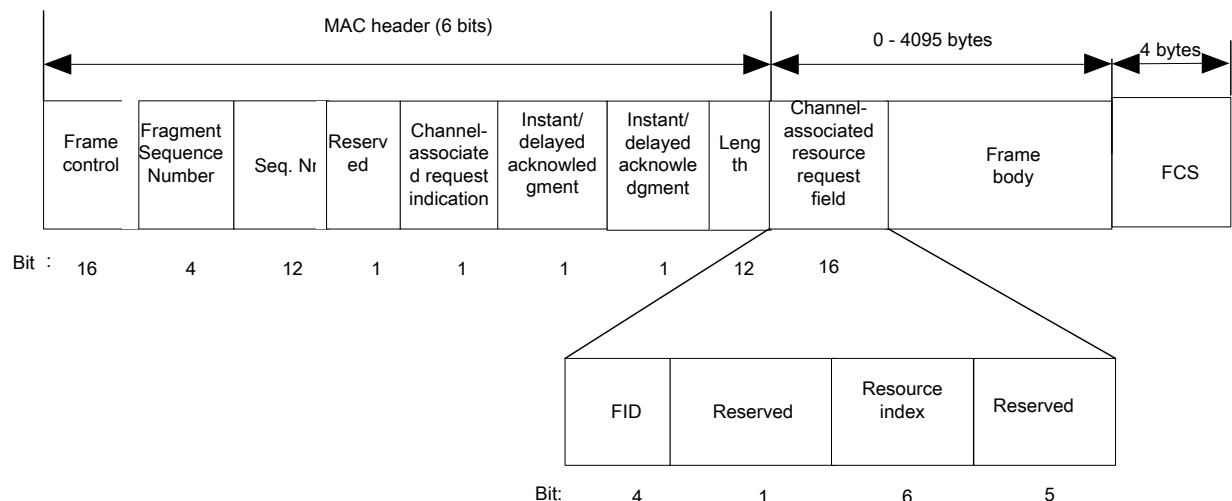 MAC header (6 bits)
0 - 4095 bytes
4 bytes
Frame
control
Fragment
Sequence
Number
Seq. Nr
Reserv
ed
Channel-
associate
d request
indication
Instant/
delayed
acknowled
gment
Instant/
delayed
acknowle
dgment
Leng
th
Channel-
associated
resource
request
field
Frame
body
FCS
Bit : 16 4 12 1 1 1 1 12 16
FID
Reserved
Resource
index
Reserved
Bit: 4 1 6 5